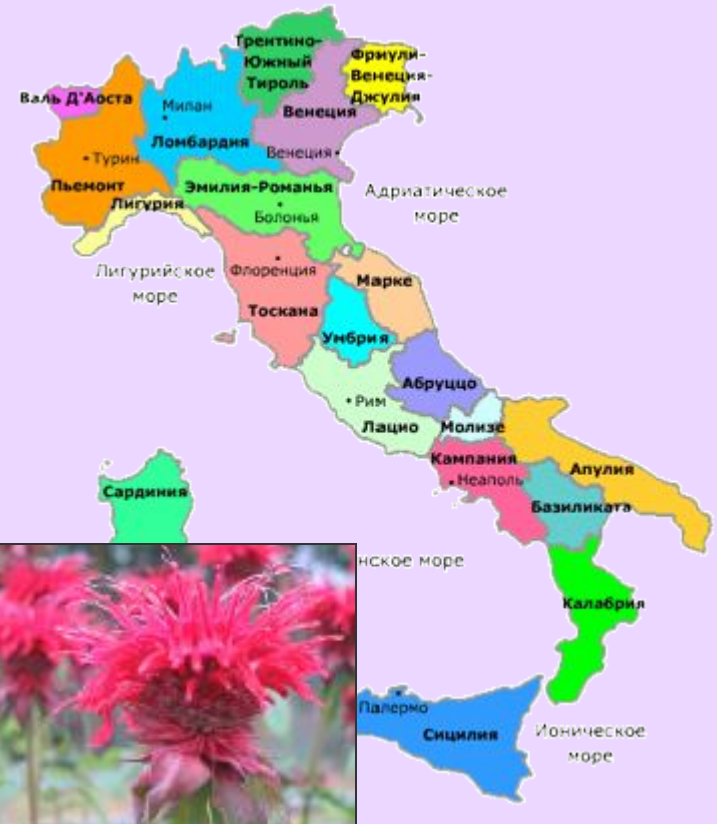 Трентино-
Южный
Тироль
Фриули-
Венеция-
Джулия
Валь Д'Аоста
Милан
Венеция
Ломбардия
Венеция
Турин
Пьемонт
Эмилия-Романья
Лигурия
Болонья
Адриатическое
море
Лигурийское
море
Флоренция
Марке
Тоскана
Умбрия
Абруццо
Рим
Лацио
Молизе
Кампания
Неаполь
Апулия
Сардиния
Базиликата
нское море
Калабрия
Палермо
Сицилия
Ионическое
море